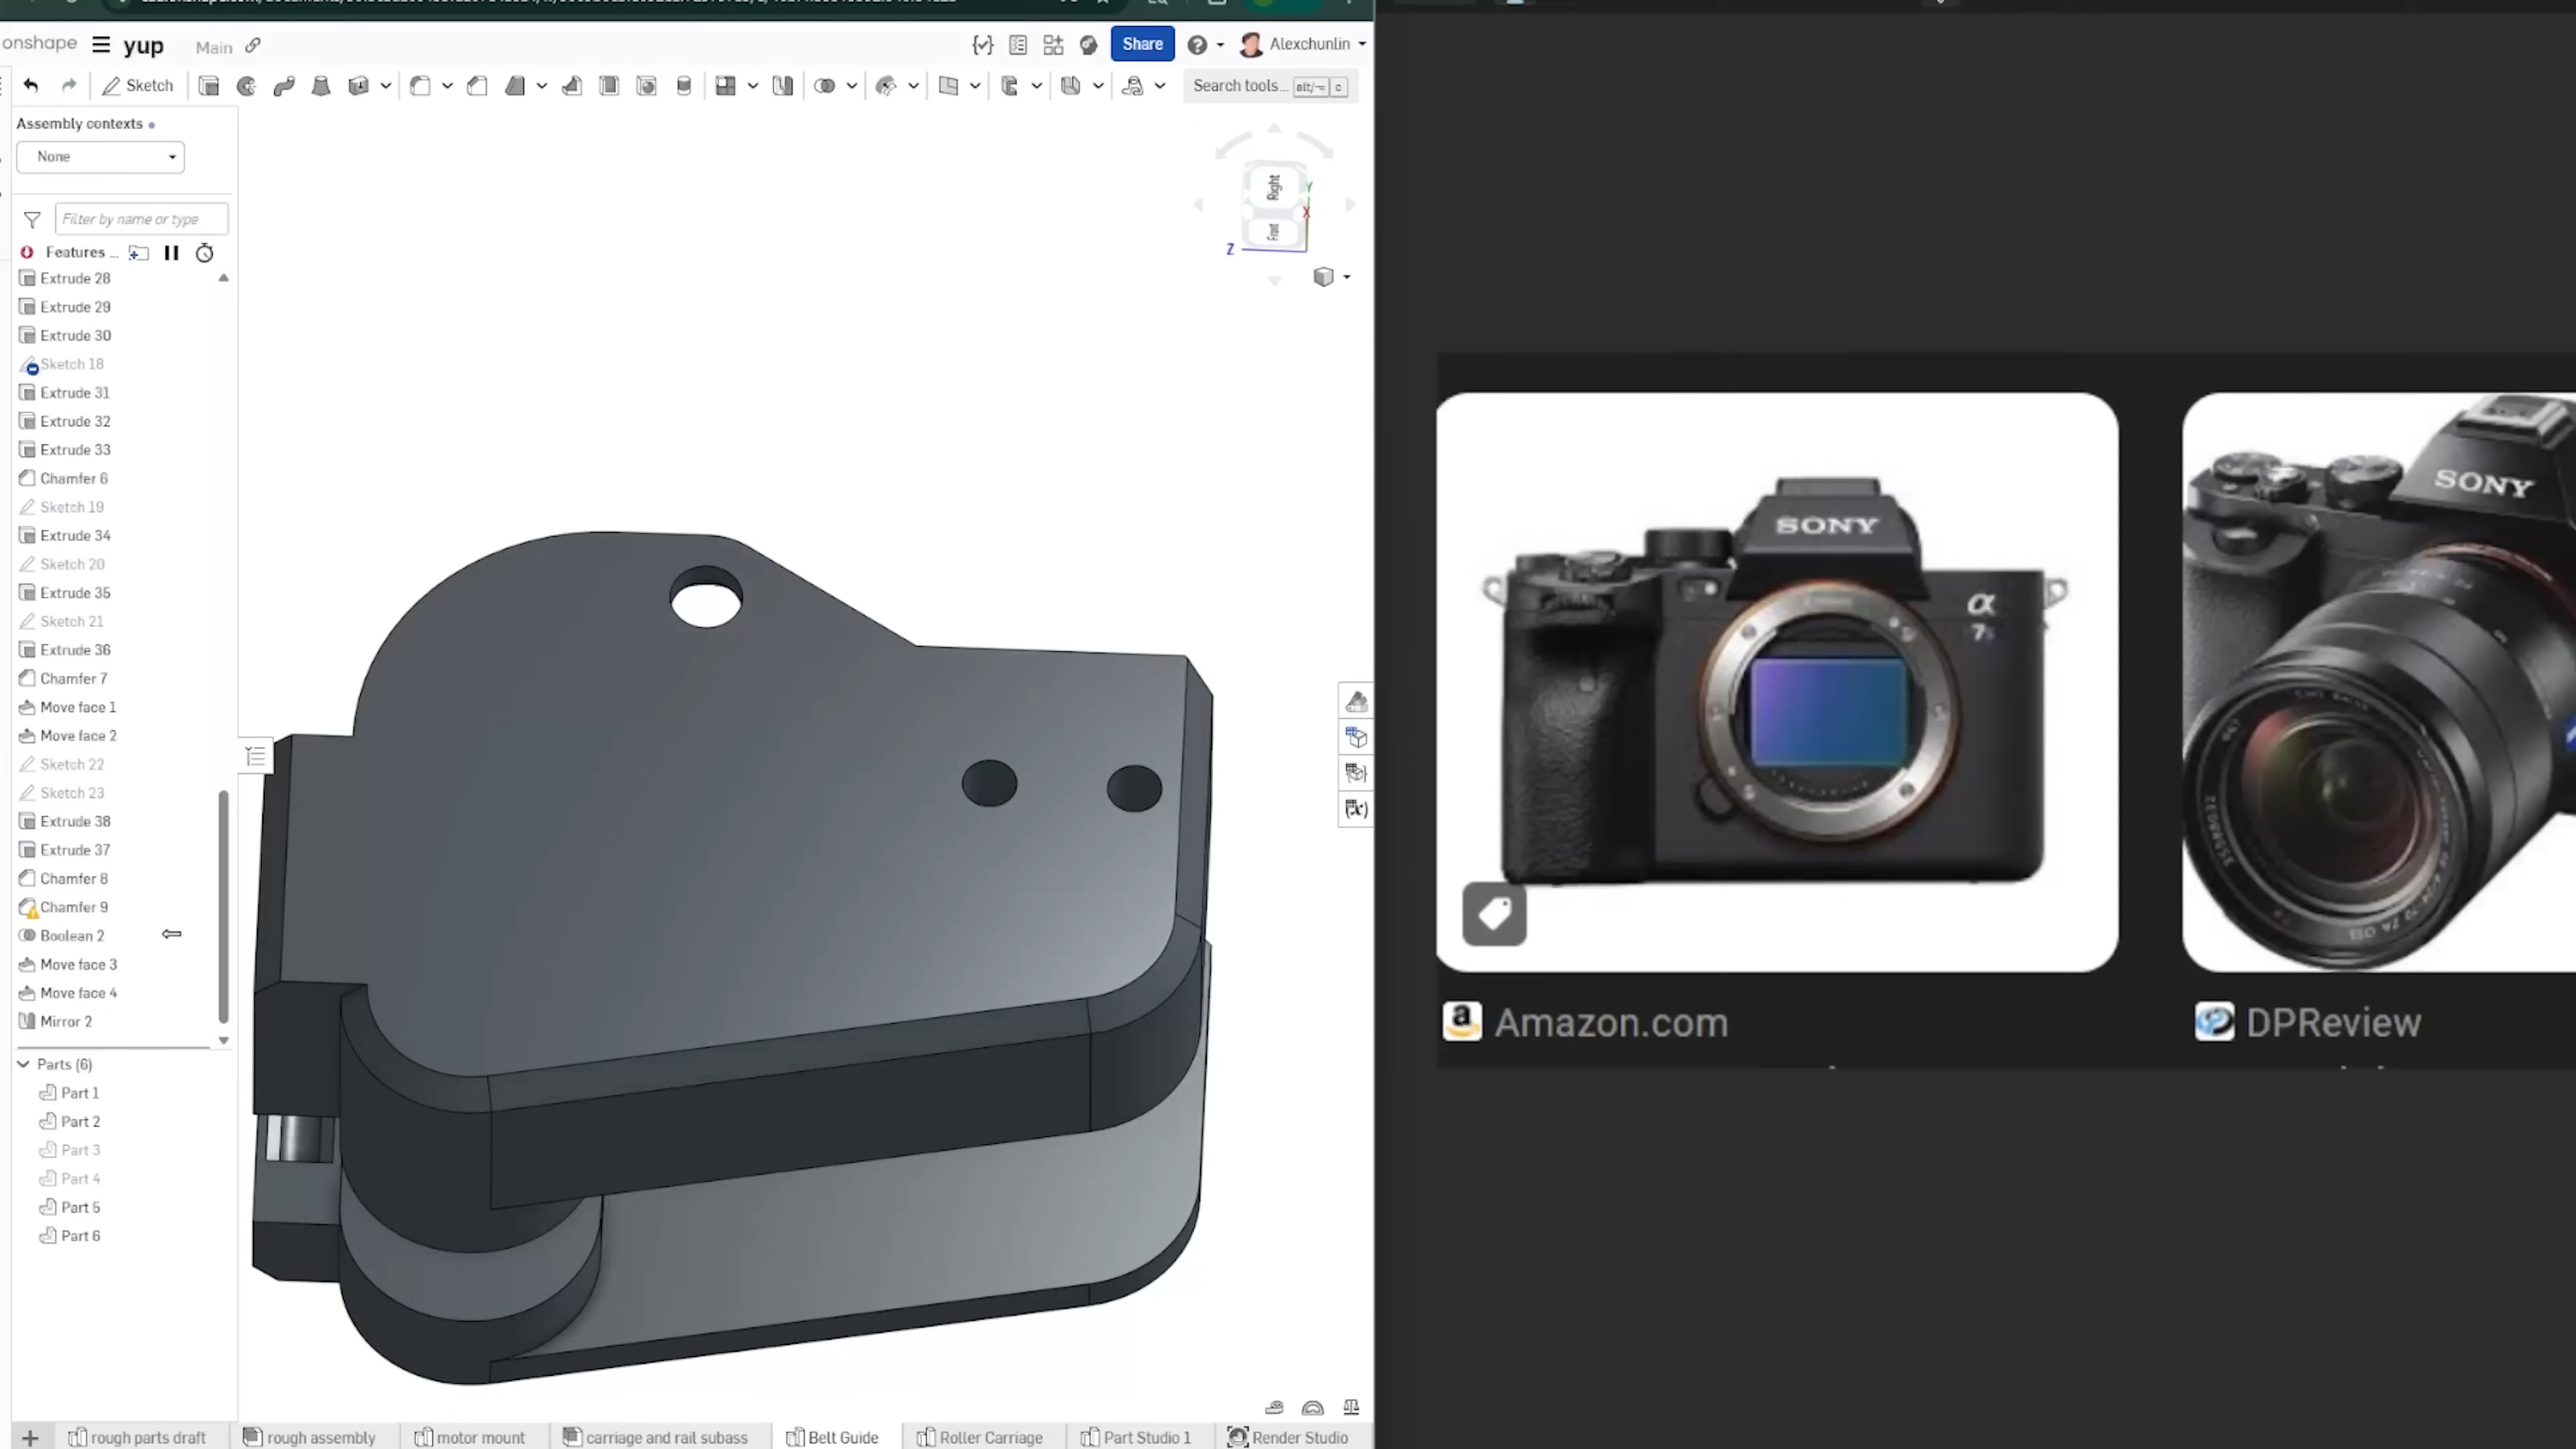 onshape
yup
Main
Share
Alexchunlin
Sketch
Search tools...
alt/⌥
c
Assembly contexts
None
Filter by name or type
Features ...
Extrude 28
Extrude 29
Extrude 30
Sketch 18
Extrude 31
Extrude 32
Extrude 33
Chamfer 6
Sketch 19
Extrude 34
Sketch 20
Extrude 35
Sketch 21
Extrude 36
Chamfer 7
Move face 1
Move face 2
Sketch 22
Sketch 23
Extrude 38
Extrude 37
Chamfer 8
Chamfer 9
Boolean 2
Move face 3
Move face 4
Mirror 2
Parts (6)
Part 1
Part 2
Part 3
Part 4
Part 5
Part 6
Right
Front
Y
X
Z
(x)
rough parts draft
rough assembly
motor mount
carriage and rail subass
Belt Guide
Roller Carriage
Part Studio 1
Render Studio
SONY
α
7s
SONY
Amazon.com
DPReview